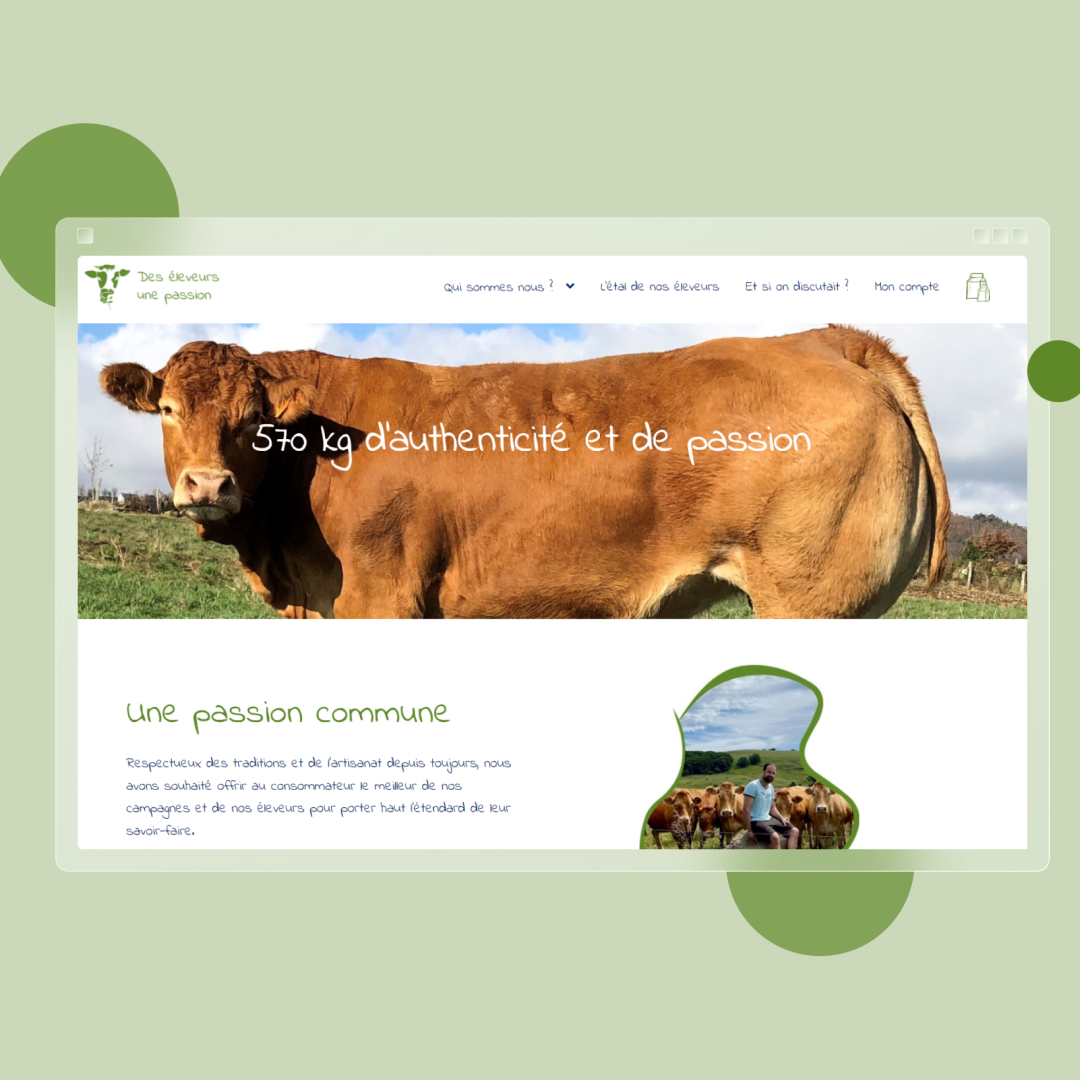 Des éleveurs
une passion
Qui sommes nous ? L'étal de nos éleveurs Et si on discutait ? Mon compte
570 kg d'authenticité et de passion
Une passion commune
Respectueux des traditions et de l'artisanat depuis toujours, nous
avons souhaité offrir au consommateur le meilleur de nos
campagnes et de nos éleveurs pour porter haut l'étendard de leur
savoir-faire.